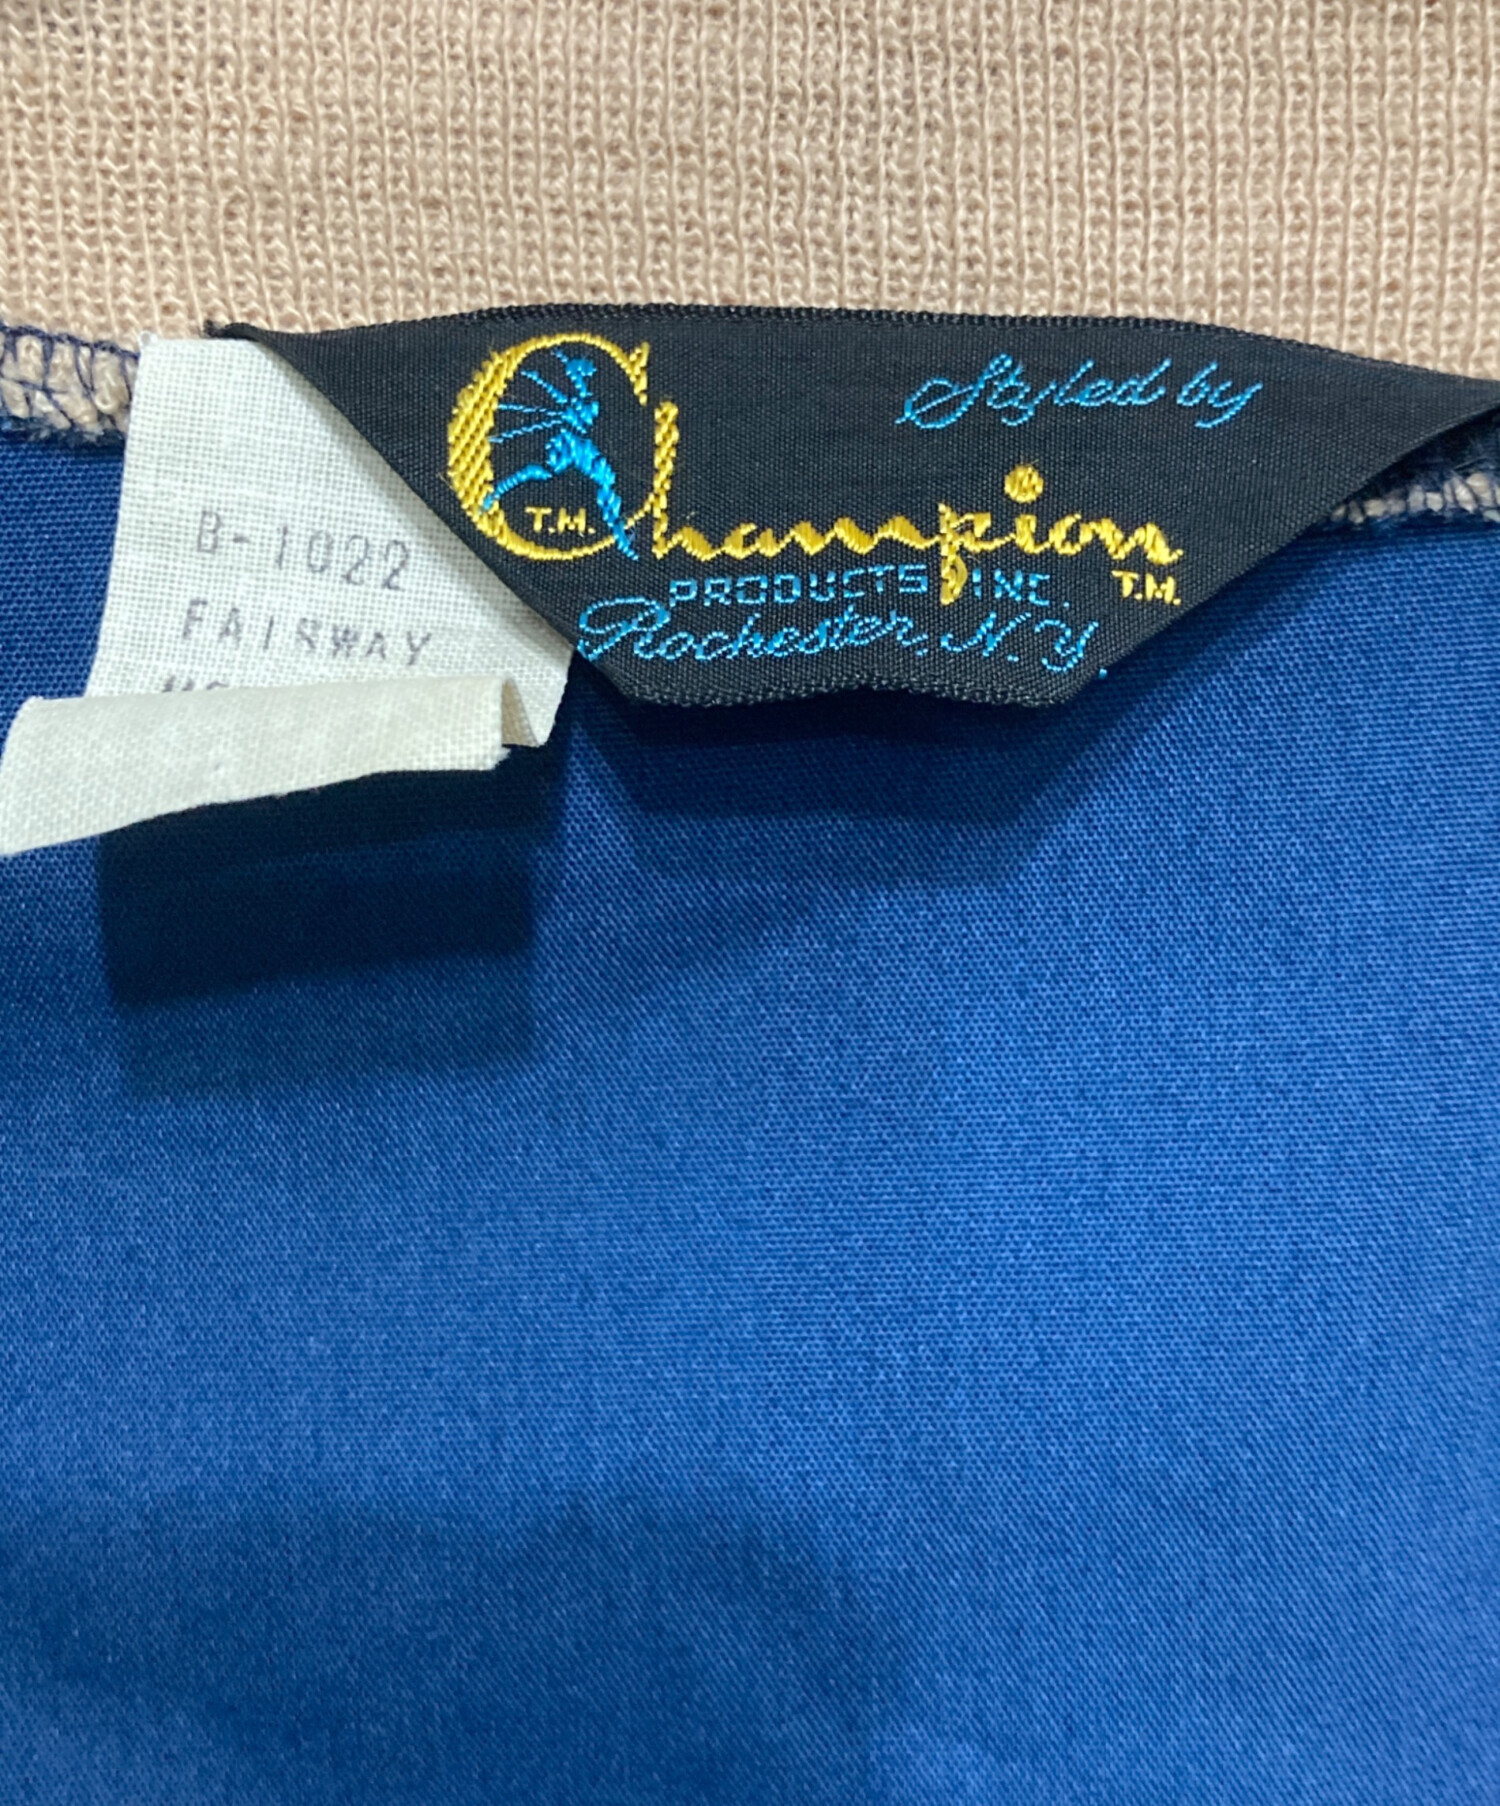 Styled by
Champion T.M.
T.M.
PRODUCTS INC.
Rochester, N.Y.
B-1022
FAIRWAY